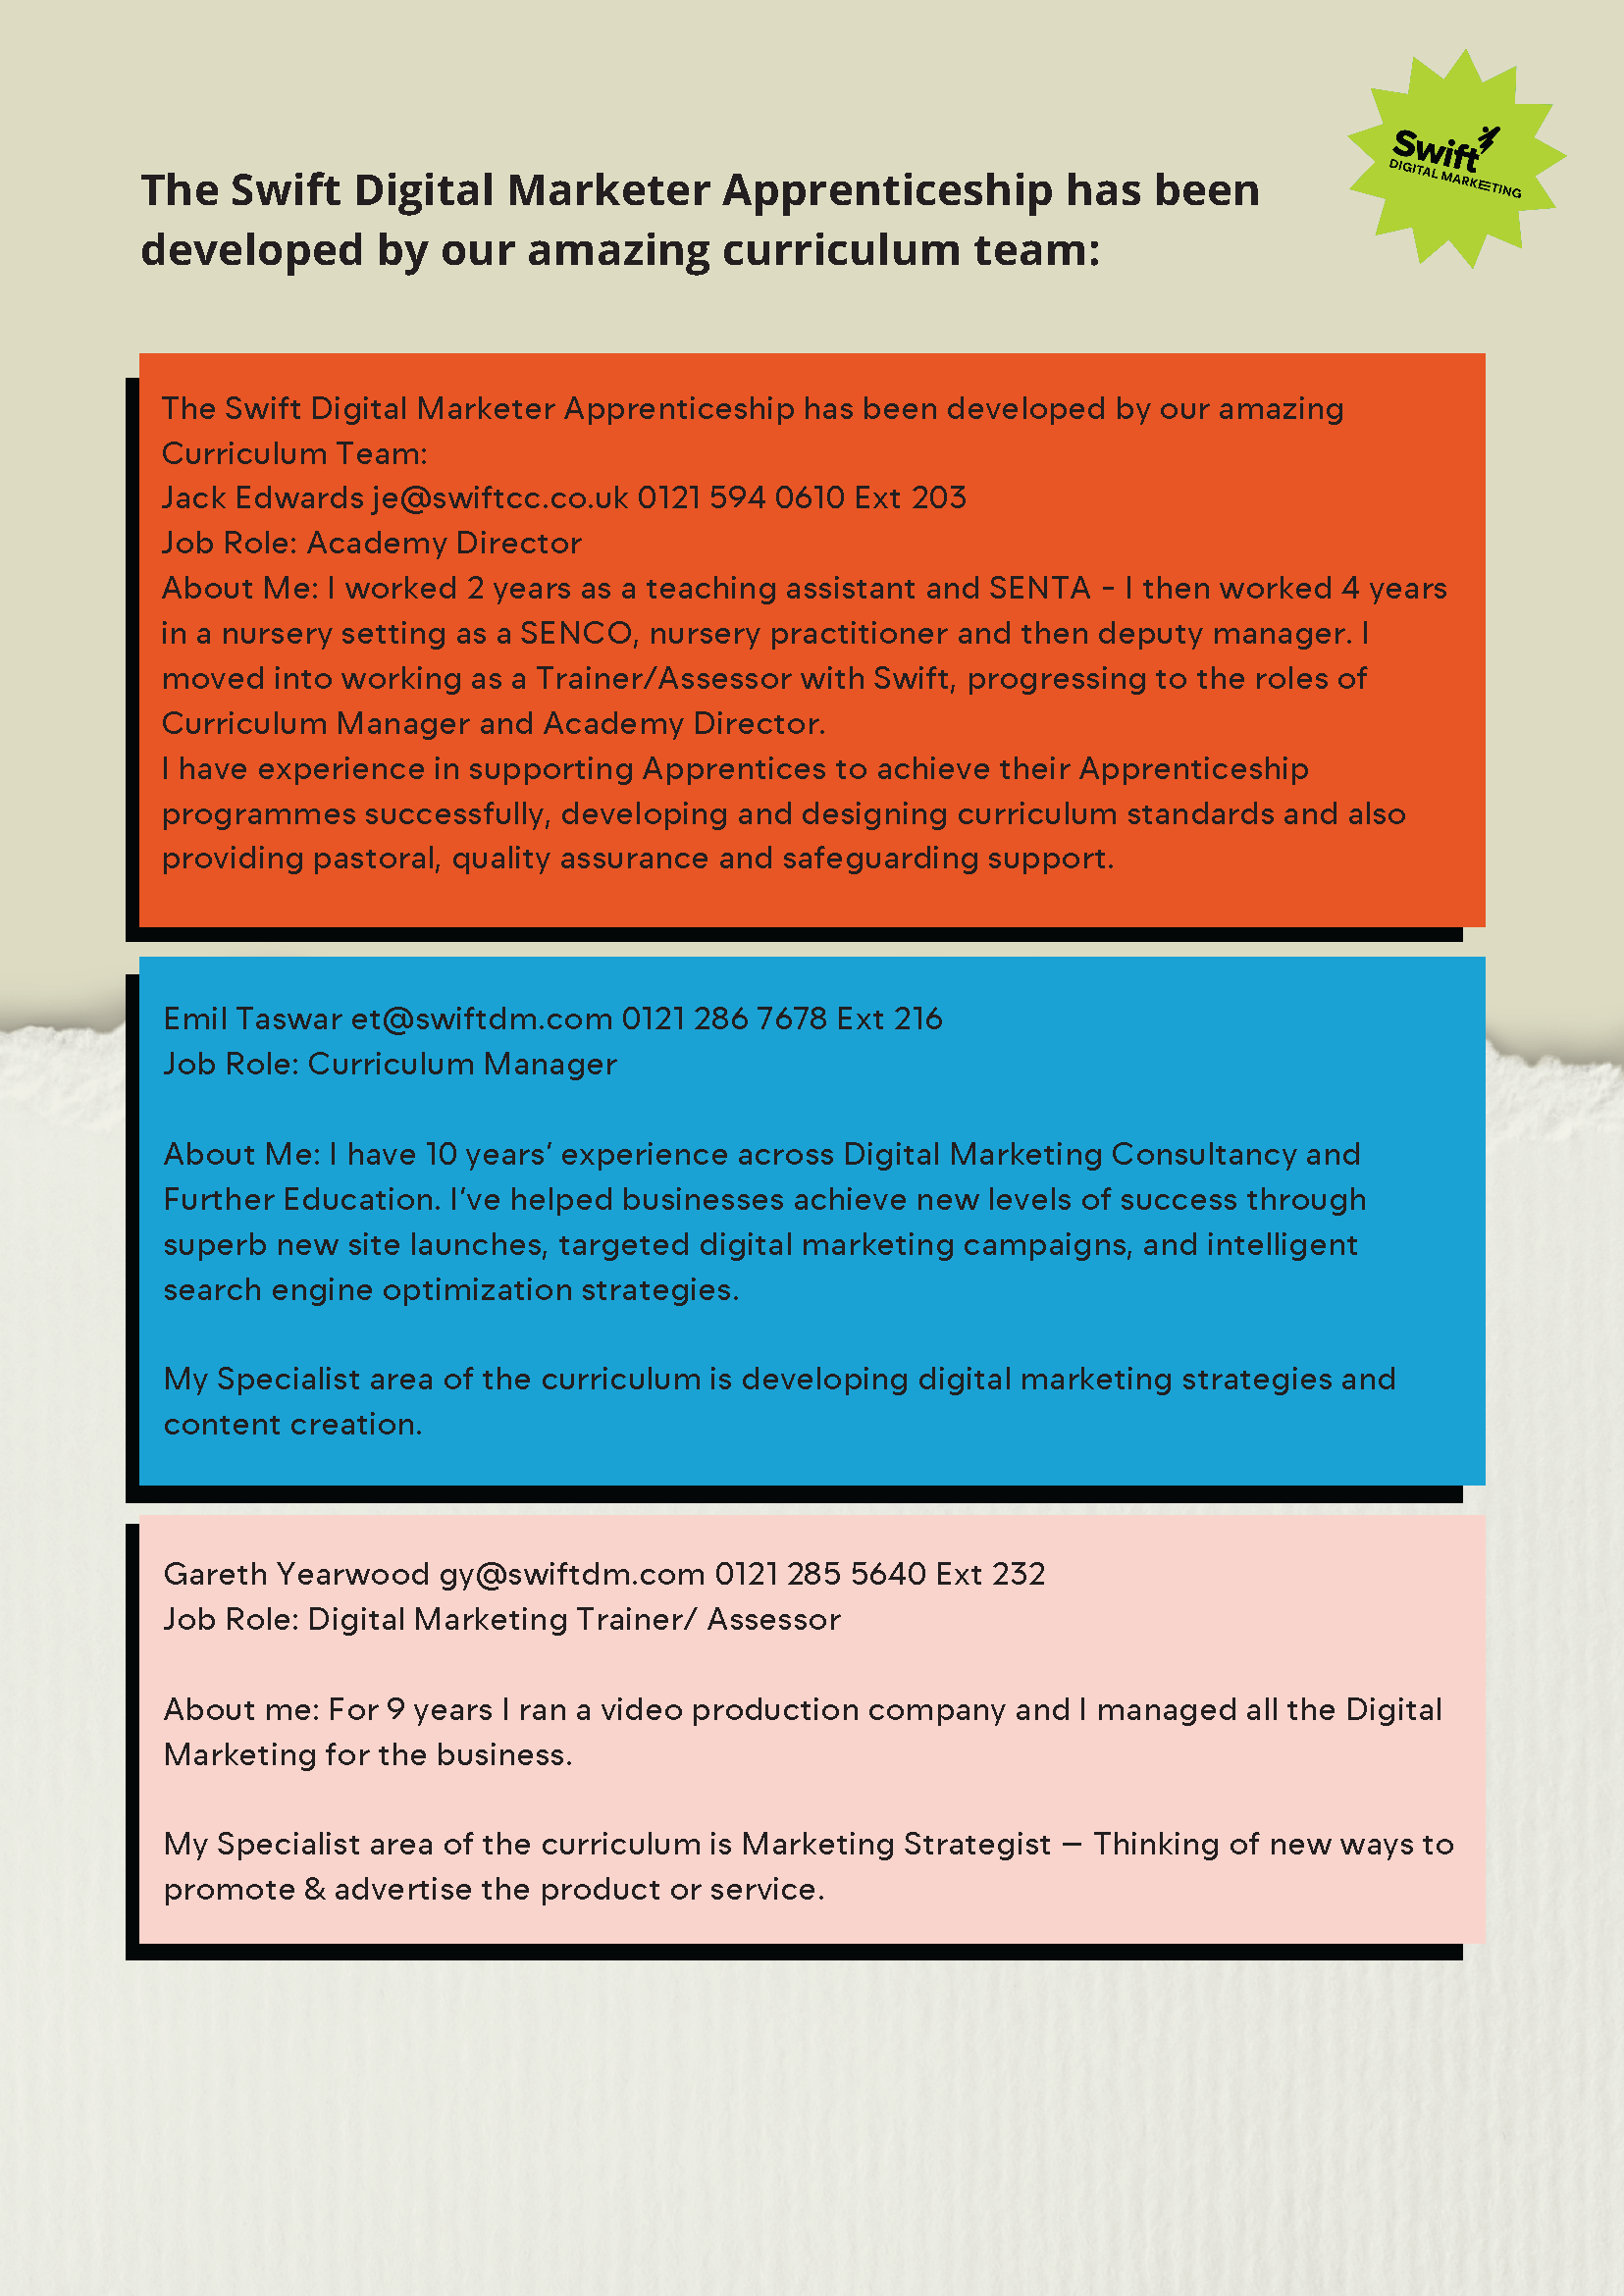 Swift
DIGITAL MARKETING
The Swift Digital Marketer Apprenticeship has been
developed by our amazing curriculum team:
The Swift Digital Marketer Apprenticeship has been developed by our amazing
Curriculum Team:
Jack Edwards je@swiftcc.co.uk 0121 594 0610 Ext 203
Job Role: Academy Director
About Me: I worked 2 years as a teaching assistant and SENTA - I then worked 4 years
in a nursery setting as a SENCO, nursery practitioner and then deputy manager. I
moved into working as a Trainer/Assessor with Swift, progressing to the roles of
Curriculum Manager and Academy Director.
I have experience in supporting Apprentices to achieve their Apprenticeship
programmes successfully, developing and designing curriculum standards and also
providing pastoral, quality assurance and safeguarding support.
Emil Taswar et@swiftdm.com 0121 286 7678 Ext 216
Job Role: Curriculum Manager
About Me: I have 10 years’ experience across Digital Marketing Consultancy and
Further Education. I’ve helped businesses achieve new levels of success through
superb new site launches, targeted digital marketing campaigns, and intelligent
search engine optimization strategies.
My Specialist area of the curriculum is developing digital marketing strategies and
content creation.
Gareth Yearwood gy@swiftdm.com 0121 285 5640 Ext 232
Job Role: Digital Marketing Trainer/ Assessor
About me: For 9 years I ran a video production company and I managed all the Digital
Marketing for the business.
My Specialist area of the curriculum is Marketing Strategist – Thinking of new ways to
promote & advertise the product or service.